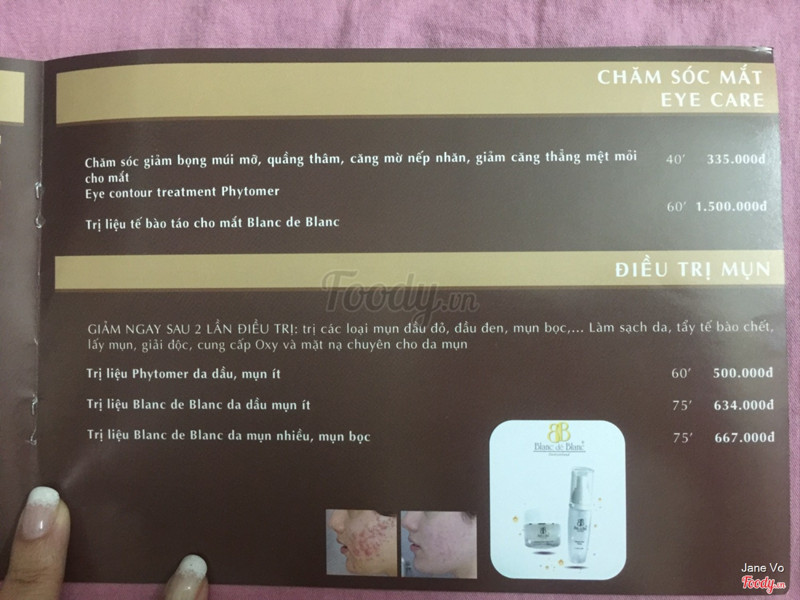 CHĂM SÓC MẮT
EYE CARE
Chăm sóc giảm bọng múi mỡ, quầng thâm, căng mờ nếp nhăn, giảm căng thẳng mệt mỏi 40' 335.000đ
cho mắt
Eye contour treatment Phytomer
60' 1.500.000đ
Trị liệu tế bào táo cho mắt Blanc de Blanc
ĐIỀU TRỊ MỤN
Foody.vn
GIẢM NGAY SAU 2 LẦN ĐIỀU TRỊ: trị các loại mụn đầu đỏ, đầu đen, mụn bọc,... Làm sạch da, tẩy tế bào chết,
lấy mụn, giải độc, cung cấp Oxy và mặt nạ chuyên cho da mụn
Trị liệu Phytomer da dầu, mụn ít 60' 500.000đ
Trị liệu Blanc de Blanc da dầu mụn ít 75' 634.000đ
Trị liệu Blanc de Blanc da mụn nhiều, mụn bọc 75' 667.000đ
Blanc de Blanc
Jane Vo
Foody.vn